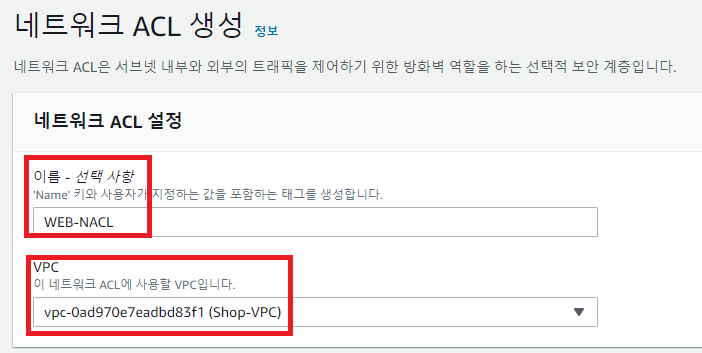 네트워크 ACL 생성 정보
네트워크 ACL은 서브넷 내부와 외부의 트래픽을 제어하기 위한 방화벽 역할을 하는 선택적 보안 계층입니다.
네트워크 ACL 설정
이름 - 선택 사항
'Name' 키와 사용자가 지정하는 값을 포함하는 태그를 생성합니다.
WEB-NACL
VPC
이 네트워크 ACL에 사용할 VPC입니다.
vpc-0ad970e7eadbd83f1 (Shop-VPC)